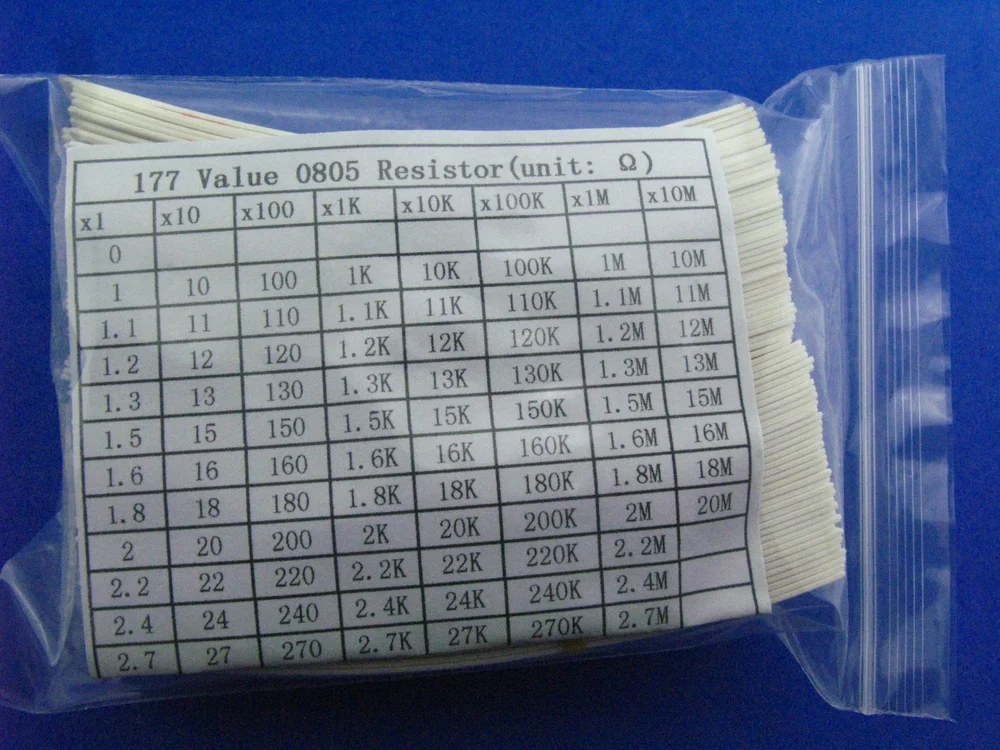 177 Value 0805 Resistor(unit: Ω)
x1 x10 x100 x1K x10K x100K x1M x10M
0
1 10 100 1K 10K 100K 1M 10M
1.1 11 110 1.1K 11K 110K 1.1M 11M
1.2 12 120 1.2K 12K 120K 1.2M 12M
1.3 13 130 1.3K 13K 130K 1.3M 13M
1.5 15 150 1.5K 15K 150K 1.5M 15M
1.6 16 160 1.6K 16K 160K 1.6M 16M
1.8 18 180 1.8K 18K 180K 1.8M 18M
2 20 200 2K 20K 200K 2M 20M
2.2 22 220 2.2K 22K 220K 2.2M
2.4 24 240 2.4K 24K 240K 2.4M
2.7 27 270 2.7K 27K 270K 2.7M